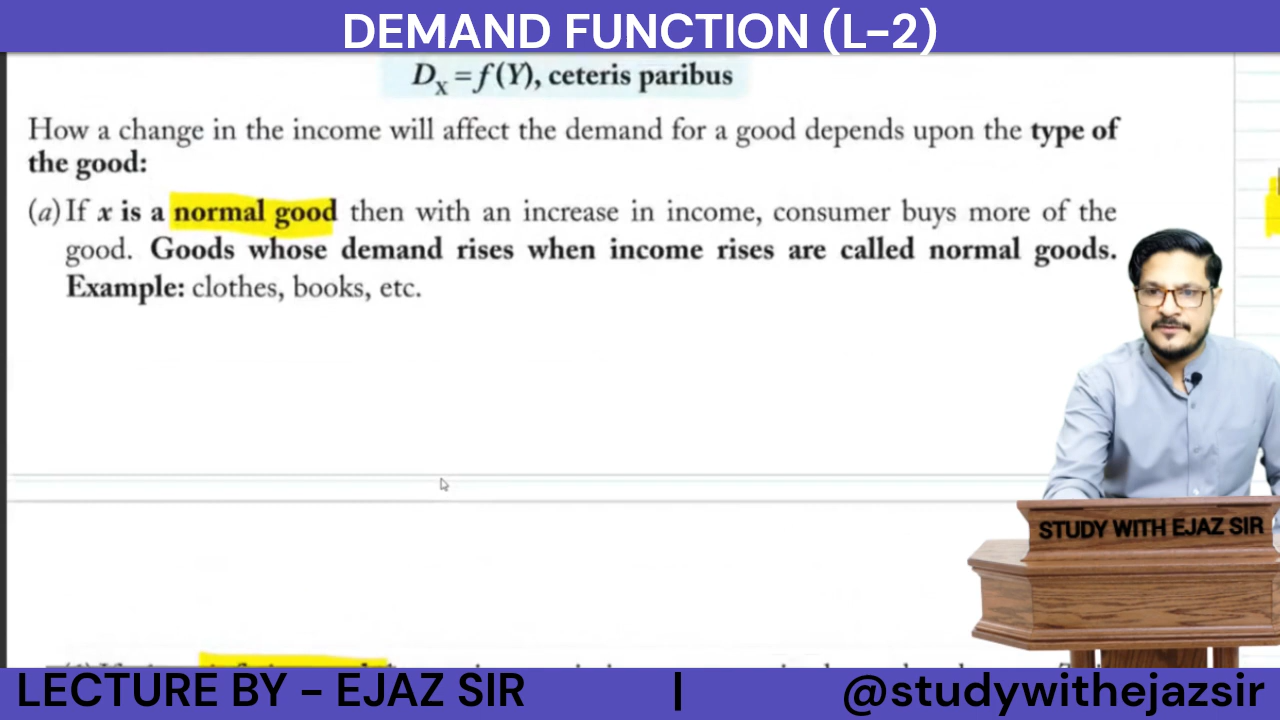 DEMAND FUNCTION (L-2)
Dx = f(Y), ceteris paribus
How a change in the income will affect the demand for a good depends upon the type of
the good:
(a) If x is a normal good then with an increase in income, consumer buys more of the
good. Goods whose demand rises when income rises are called normal goods.
Example: clothes, books, etc.
STUDY WITH EJAZ SIR
LECTURE BY - EJAZ SIR | @studywithejazsir